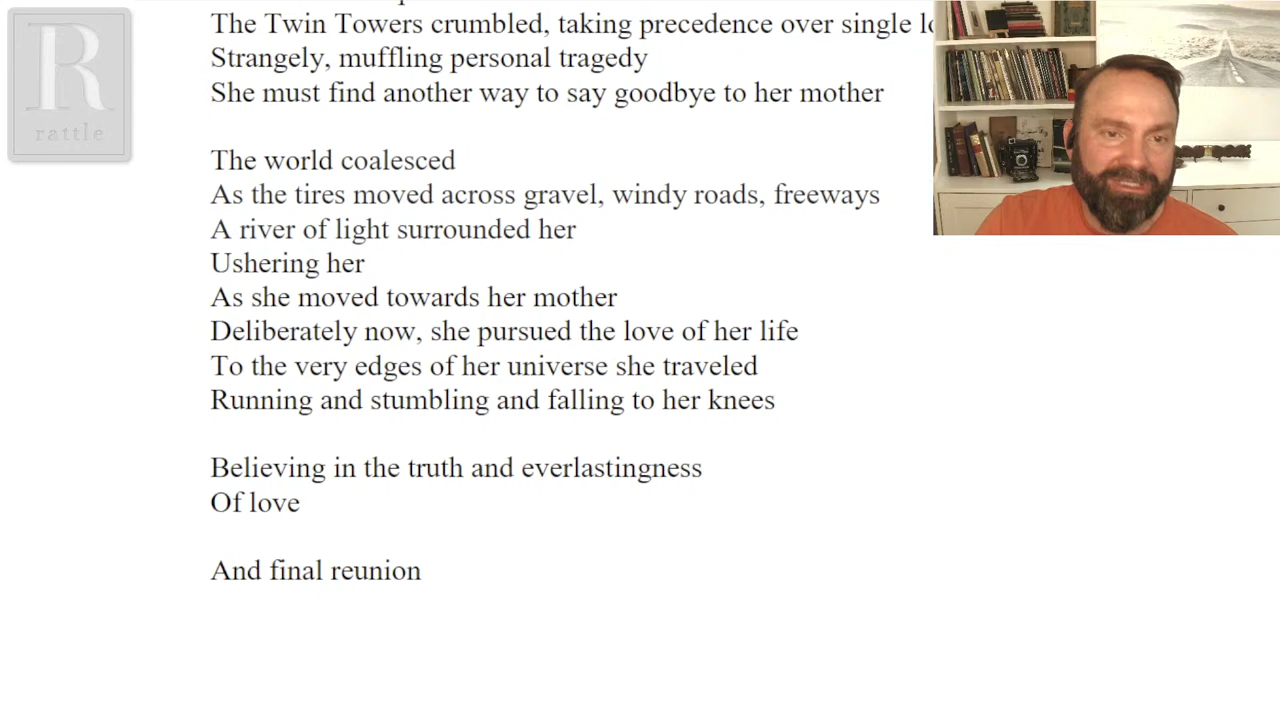 The Twin Towers crumbled, taking precedence over single
Strangely, muffling personal tragedy
She must find another way to say goodbye to her mother
The world coalesced
As the tires moved across gravel, windy roads, freeways
A river of light surrounded her
Ushering her
As she moved towards her mother
Deliberately now, she pursued the love of her life
To the very edges of her universe she traveled
Running and stumbling and falling to her knees
Believing in the truth and everlastingness
Of love
And final reunion
R
rattle